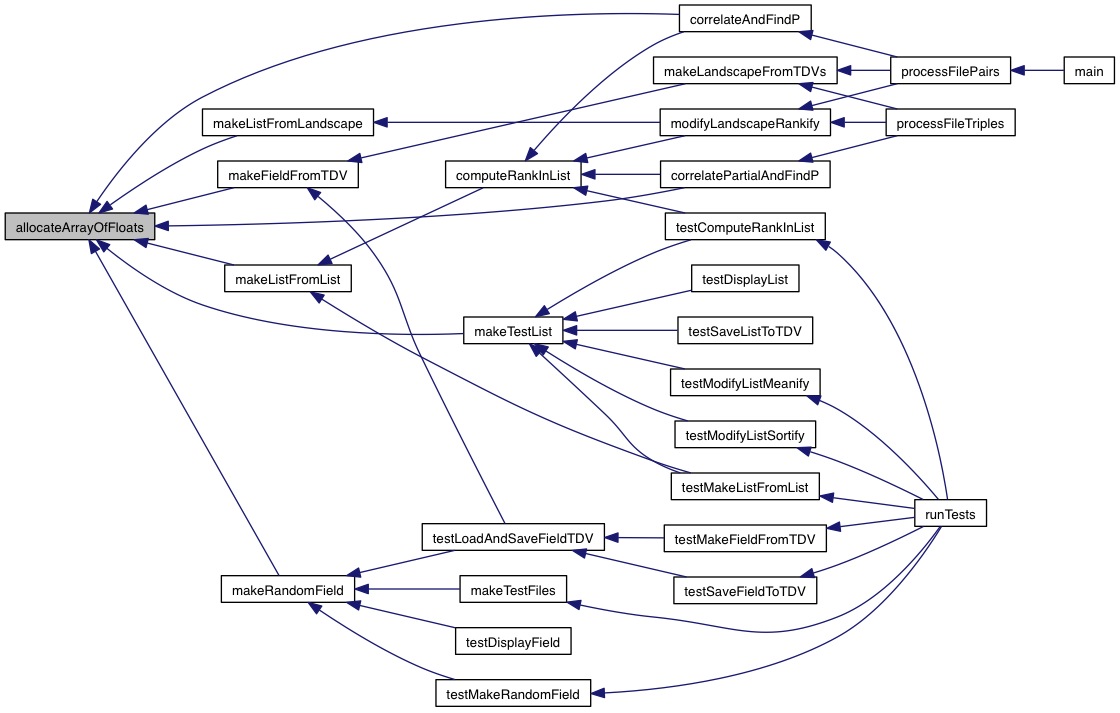 correlateAndFindP
makeLandscapeFromTDVs
processFilePairs
main
makeListFromLandscape
modifyLandscapeRankify
processFileTriples
makeFieldFromTDV
computeRankInList
correlatePartialAndFindP
allocateArrayOfFloats
testComputeRankInList
makeListFromList
testDisplayList
makeTestList
testSaveListToTDV
testModifyListMeanify
testModifyListSortify
testMakeListFromList
runTests
testLoadAndSaveFieldTDV
testMakeFieldFromTDV
makeRandomField
makeTestFiles
testSaveFieldToTDV
testDisplayField
testMakeRandomField